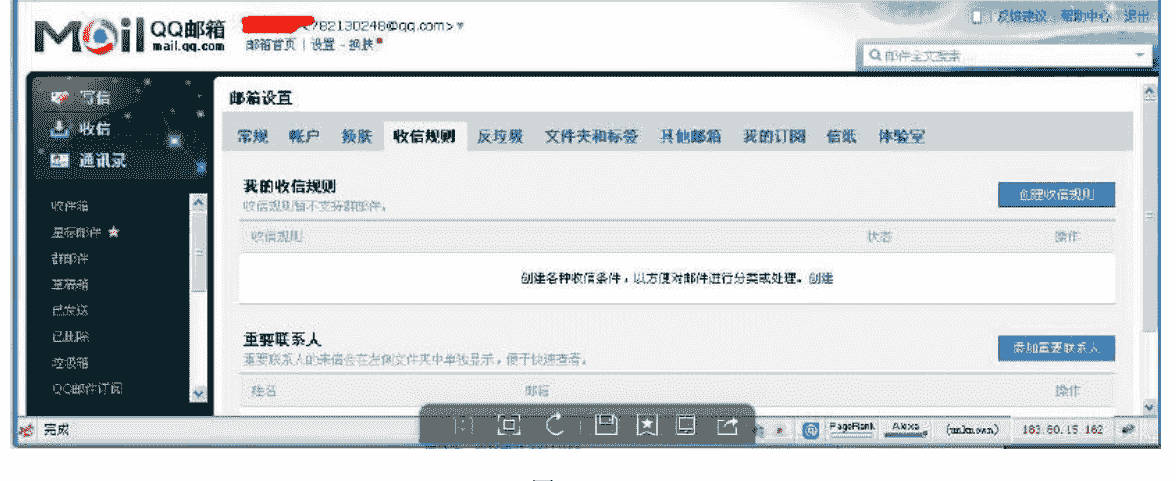 MOil QQ邮箱
mail.qq.com
782130248@qq.com>
邮箱首页 | 设置 - 换肤
反馈建议 帮助中心 退出
邮件全文搜索
写信
收信
通讯录
收件箱
星标邮件
群邮件
草稿箱
已发送
已删除
垃圾箱
QQ邮件订阅
邮箱设置
常规 帐户 换肤 收信规则 反垃圾 文件夹和标签 其他邮箱 我的订阅 信纸 体验室
我的收信规则
收信规则暂不支持群邮件。
创建收信规则
收信规则 状态 操作
创建各种收信条件，以方便对邮件进行分类或处理。创建
重要联系人
重要联系人的来信会在左侧文件夹中单独显示，便于快速查看。
添加重要联系人
姓名 邮箱 操作
完成
PageRank Alexa (unknown) 183.60.15.162